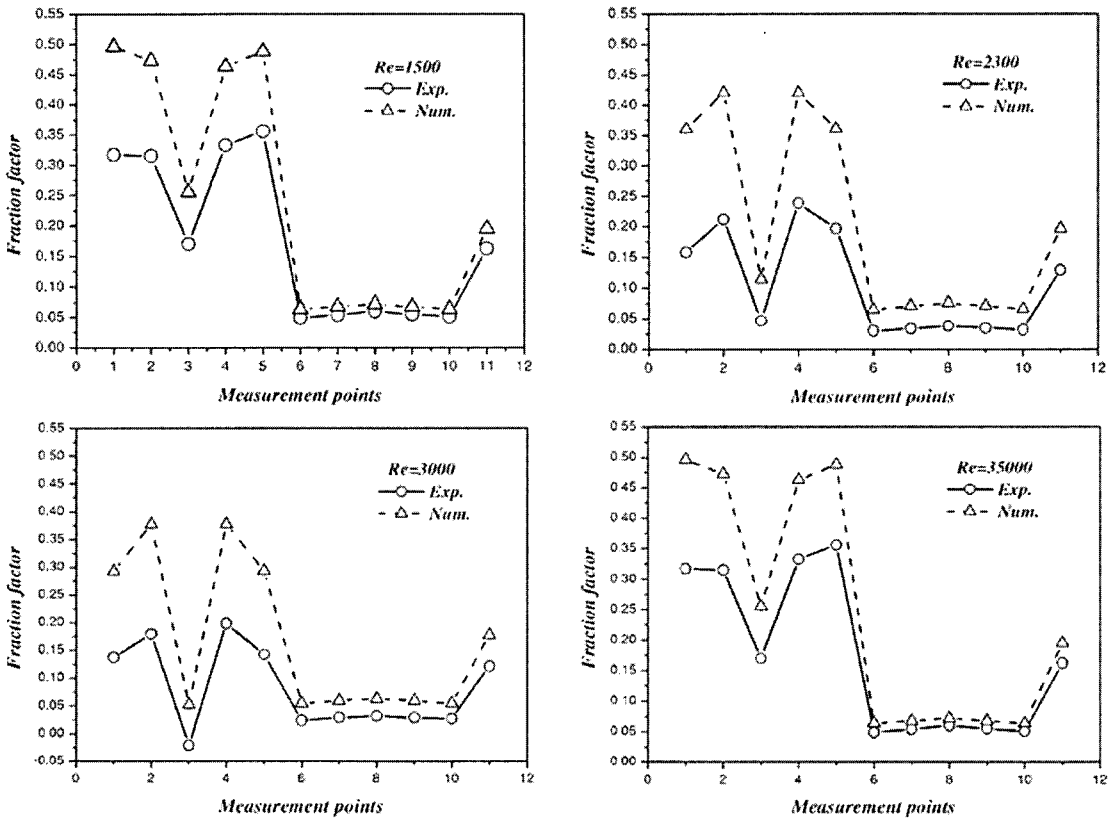 0.55
0.50
0.45
0.40
0.35
0.30
0.25
0.20
0.15
0.10
0.05
0.00
Fraction factor
Re=1500
Exp.
Num.
0 1 2 3 4 5 6 7 8 9 10 11 12
Measurement points
0.55
0.50
0.45
0.40
0.35
0.30
0.25
0.20
0.15
0.10
0.05
0.00
Fraction factor
Re=2300
Exp.
Num.
0 2 4 6 8 10 12
Measurement points
0.55
0.50
0.45
0.40
0.35
0.30
0.25
0.20
0.15
0.10
0.05
0.00
-0.05
Fraction factor
Re=3000
Exp.
Num.
0 2 4 6 8 10 12
Measurement points
0.55
0.50
0.45
0.40
0.35
0.30
0.25
0.20
0.15
0.10
0.05
0.00
Fraction factor
Re=35000
Exp.
Num.
0 2 4 6 8 10 12
Measurement points